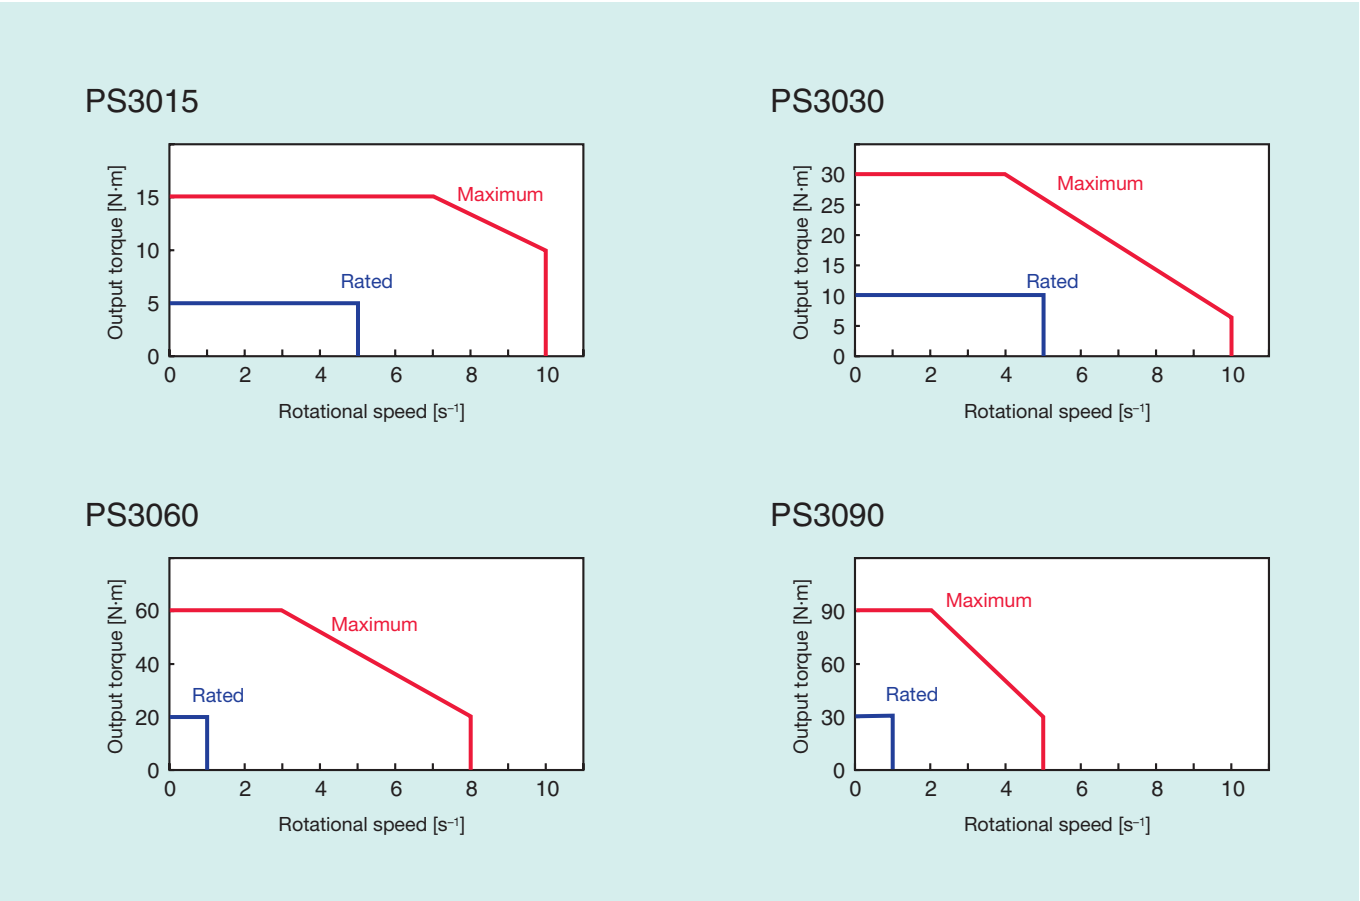 PS3015
Output torque [N·m]
15
10
5
0
Maximum
Rated
0 2 4 6 8 10
Rotational speed [s⁻¹]
PS3030
Output torque [N·m]
30
25
20
15
10
5
0
Maximum
Rated
0 2 4 6 8 10
Rotational speed [s⁻¹]
PS3060
Output torque [N·m]
60
40
20
0
Maximum
Rated
0 2 4 6 8 10
Rotational speed [s⁻¹]
PS3090
Output torque [N·m]
90
60
30
0
Maximum
Rated
0 2 4 6 8 10
Rotational speed [s⁻¹]